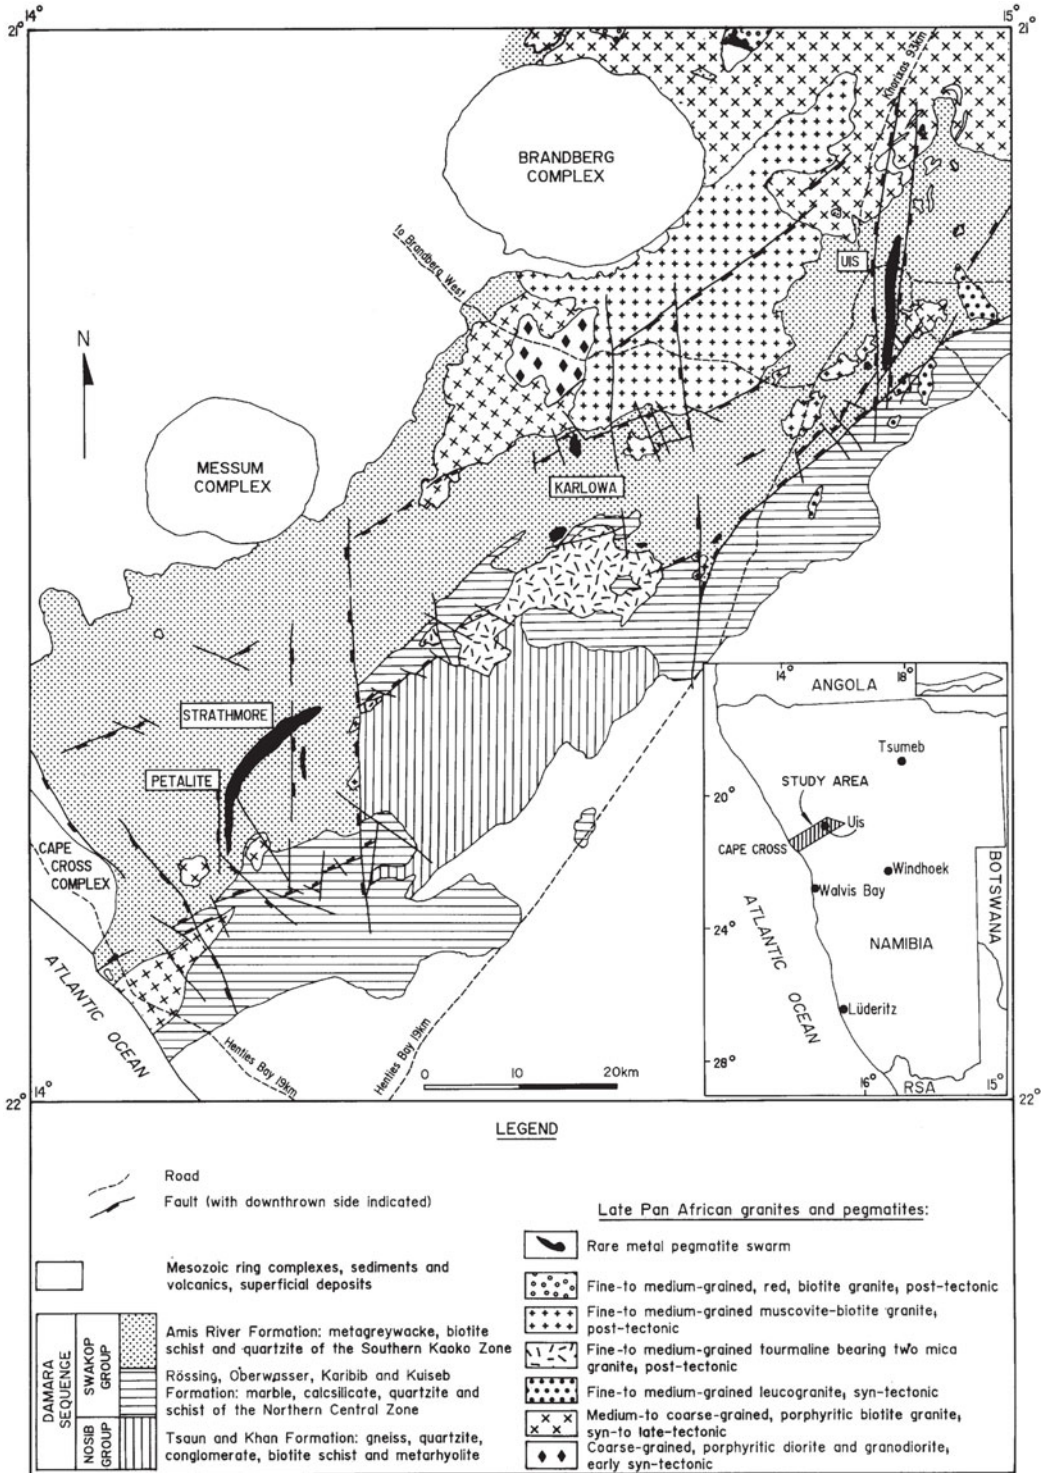 14°
15°
21°
21°
Khorixas 93km
BRANDBERG
COMPLEX
to Brandberg West
UIS
N
MESSUM
COMPLEX
KARLOWA
STRATHMORE
PETALITE
CAPE
CROSS
COMPLEX
ATLANTIC OCEAN
Henties Bay 19km
Henties Bay 19km
0 10 20km
14°
22°
22°
14° 18°
ANGOLA
Tsumeb
STUDY AREA
20°
Uis
CAPE CROSS
Windhoek
Walvis Bay
BOTSWANA
24°
NAMIBIA
ATLANTIC OCEAN
Lüderitz
28°
16° RSA 15°
LEGEND
Road
Fault (with downthrown side indicated)
Mesozoic ring complexes, sediments and
volcanics, superficial deposits
DAMARA
SEQUENCE
SWAKOP
GROUP
Amis River Formation: metagreywacke, biotite
schist and quartzite of the Southern Kaoko Zone
Rössing, Oberwasser, Karibib and Kuiseb
Formation: marble, calcsilicate, quartzite and
schist of the Northern Central Zone
NOSIB
GROUP
Tsaun and Khan Formation: gneiss, quartzite,
conglomerate, biotite schist and metarhyolite
Late Pan African granites and pegmatites:
Rare metal pegmatite swarm
Fine-to medium-grained, red, biotite granite, post-tectonic
Fine-to medium-grained muscovite-biotite granite,
post-tectonic
Fine-to medium-grained tourmaline bearing two mica
granite, post-tectonic
Fine-to medium-grained leucogranite, syn-tectonic
Medium-to coarse-grained, porphyritic biotite granite,
syn-to late-tectonic
Coarse-grained, porphyritic diorite and granodiorite,
early syn-tectonic